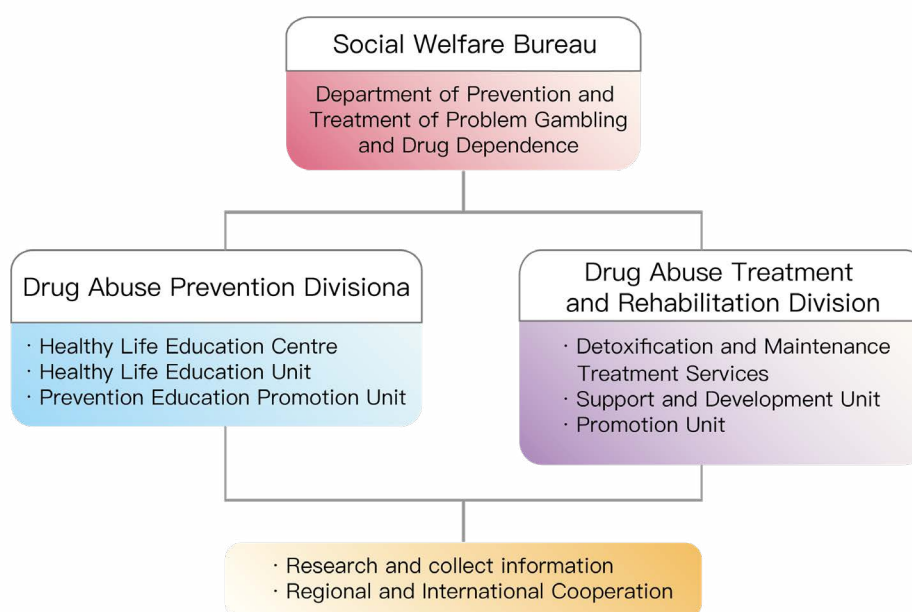 Social Welfare Bureau
Department of Prevention and
Treatment of Problem Gambling
and Drug Dependence
Drug Abuse Prevention Divisiona
· Healthy Life Education Centre
· Healthy Life Education Unit
· Prevention Education Promotion Unit
Drug Abuse Treatment
and Rehabilitation Division
· Detoxification and Maintenance
Treatment Services
· Support and Development Unit
· Promotion Unit
· Research and collect information
· Regional and International Cooperation